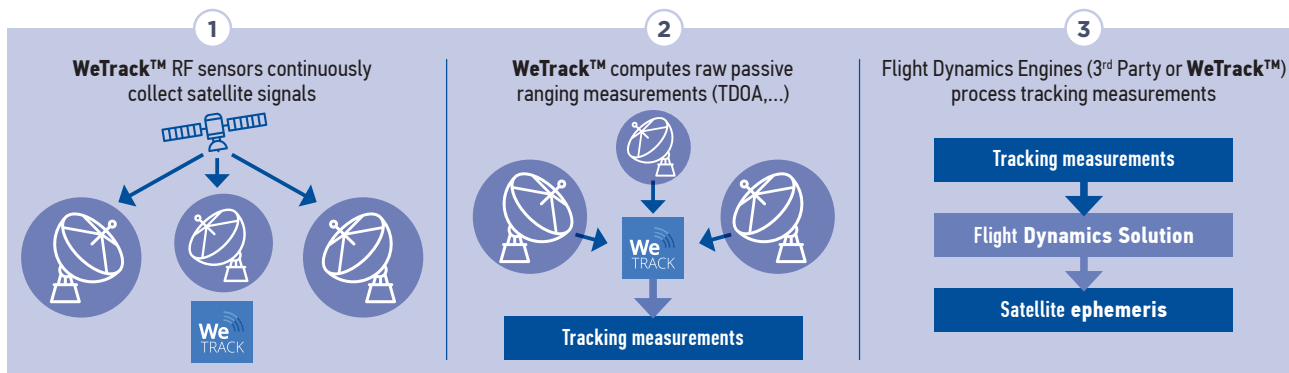 1
WeTrack™ RF sensors continuously
collect satellite signals
We
TRACK
2
WeTrack™ computes raw passive
ranging measurements (TDOA,...)
We
TRACK
Tracking measurements
3
Flight Dynamics Engines (3rd Party or WeTrack™)
process tracking measurements
Tracking measurements
Flight Dynamics Solution
Satellite ephemeris